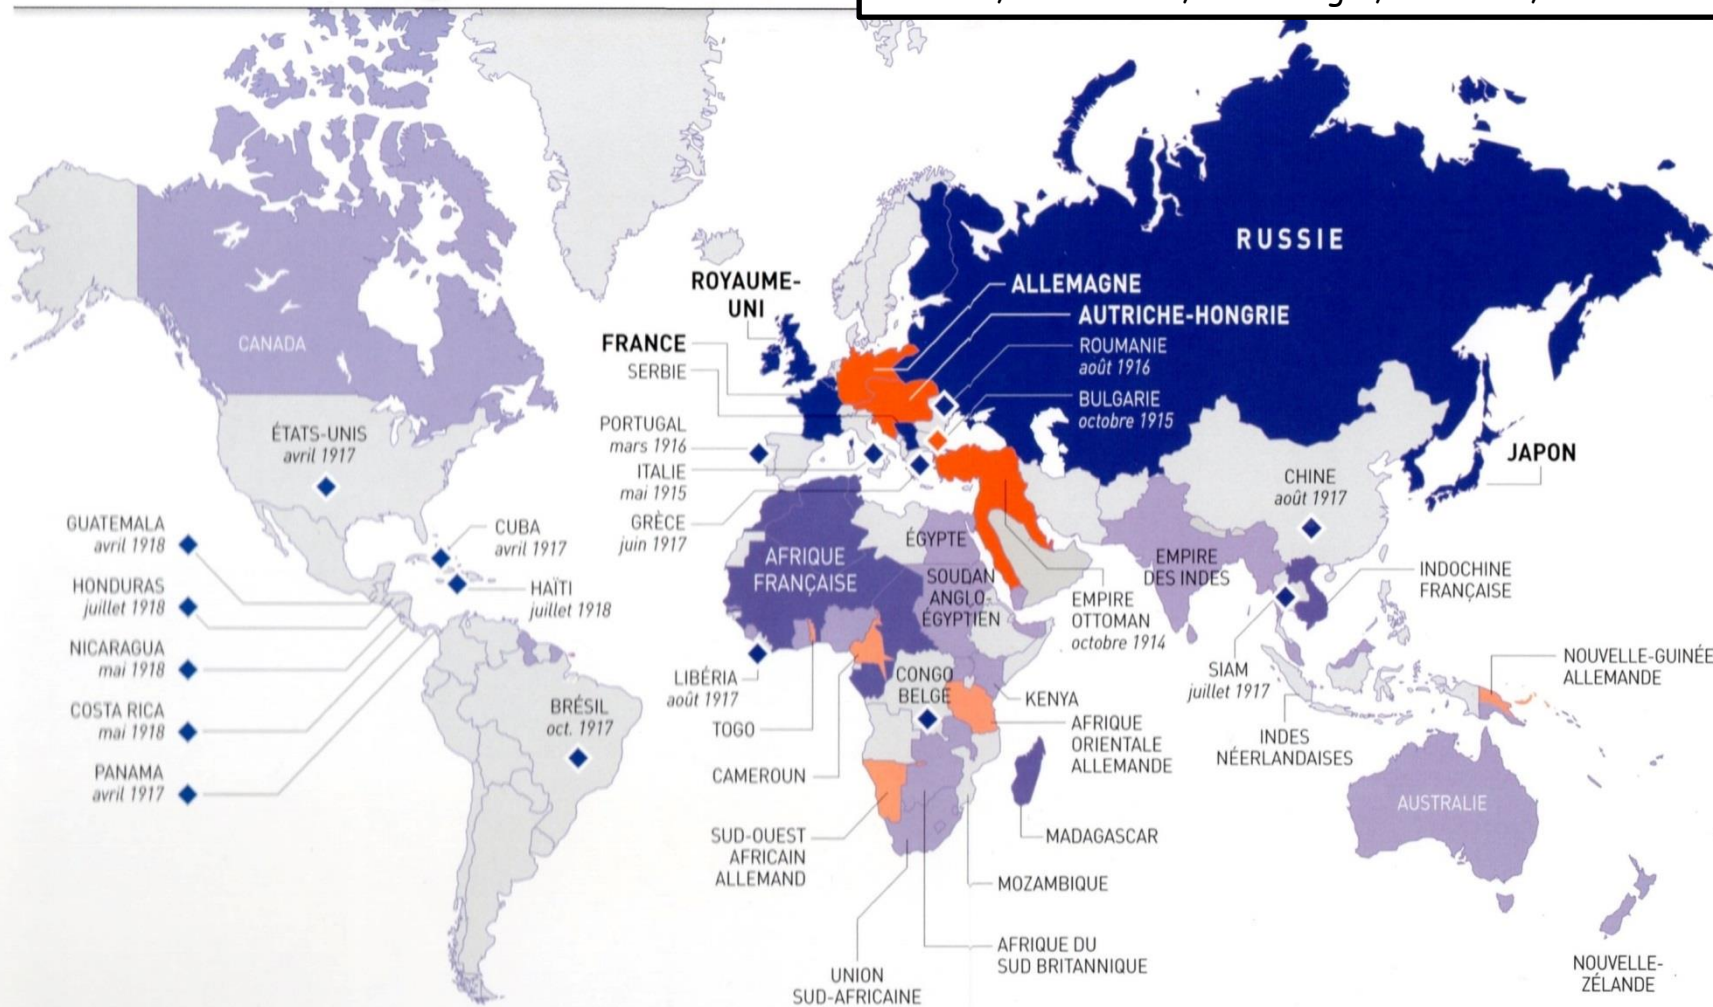 RUSSIE
ROYAUME-
UNI
ALLEMAGNE
AUTRICHE-HONGRIE
FRANCE
SERBIE
ROUMANIE
août 1916
BULGARIE
octobre 1915
PORTUGAL
mars 1916
ITALIE
mai 1915
GRÈCE
juin 1917
JAPON
CANADA
ÉTATS-UNIS
avril 1917
CHINE
août 1917
GUATEMALA
avril 1918
HONDURAS
juillet 1918
NICARAGUA
mai 1918
COSTA RICA
mai 1918
PANAMA
avril 1917
CUBA
avril 1917
HAÏTI
juillet 1918
BRÉSIL
oct. 1917
AFRIQUE
FRANÇAISE
ÉGYPTE
SOUDAN
ANGLO-
ÉGYPTIEN
EMPIRE
DES INDES
EMPIRE
OTTOMAN
octobre 1914
INDOCHINE
FRANÇAISE
SIAM
juillet 1917
LIBÉRIA
août 1917
TOGO
CAMEROUN
CONGO
BELGE
KENYA
AFRIQUE
ORIENTALE
ALLEMANDE
INDES
NÉERLANDAISES
NOUVELLE-GUINÉE
ALLEMANDE
AUSTRALIE
SUD-OUEST
AFRICAIN
ALLEMAND
MADAGASCAR
MOZAMBIQUE
AFRIQUE DU
SUD BRITANNIQUE
UNION
SUD-AFRICAINE
NOUVELLE-
ZÉLANDE